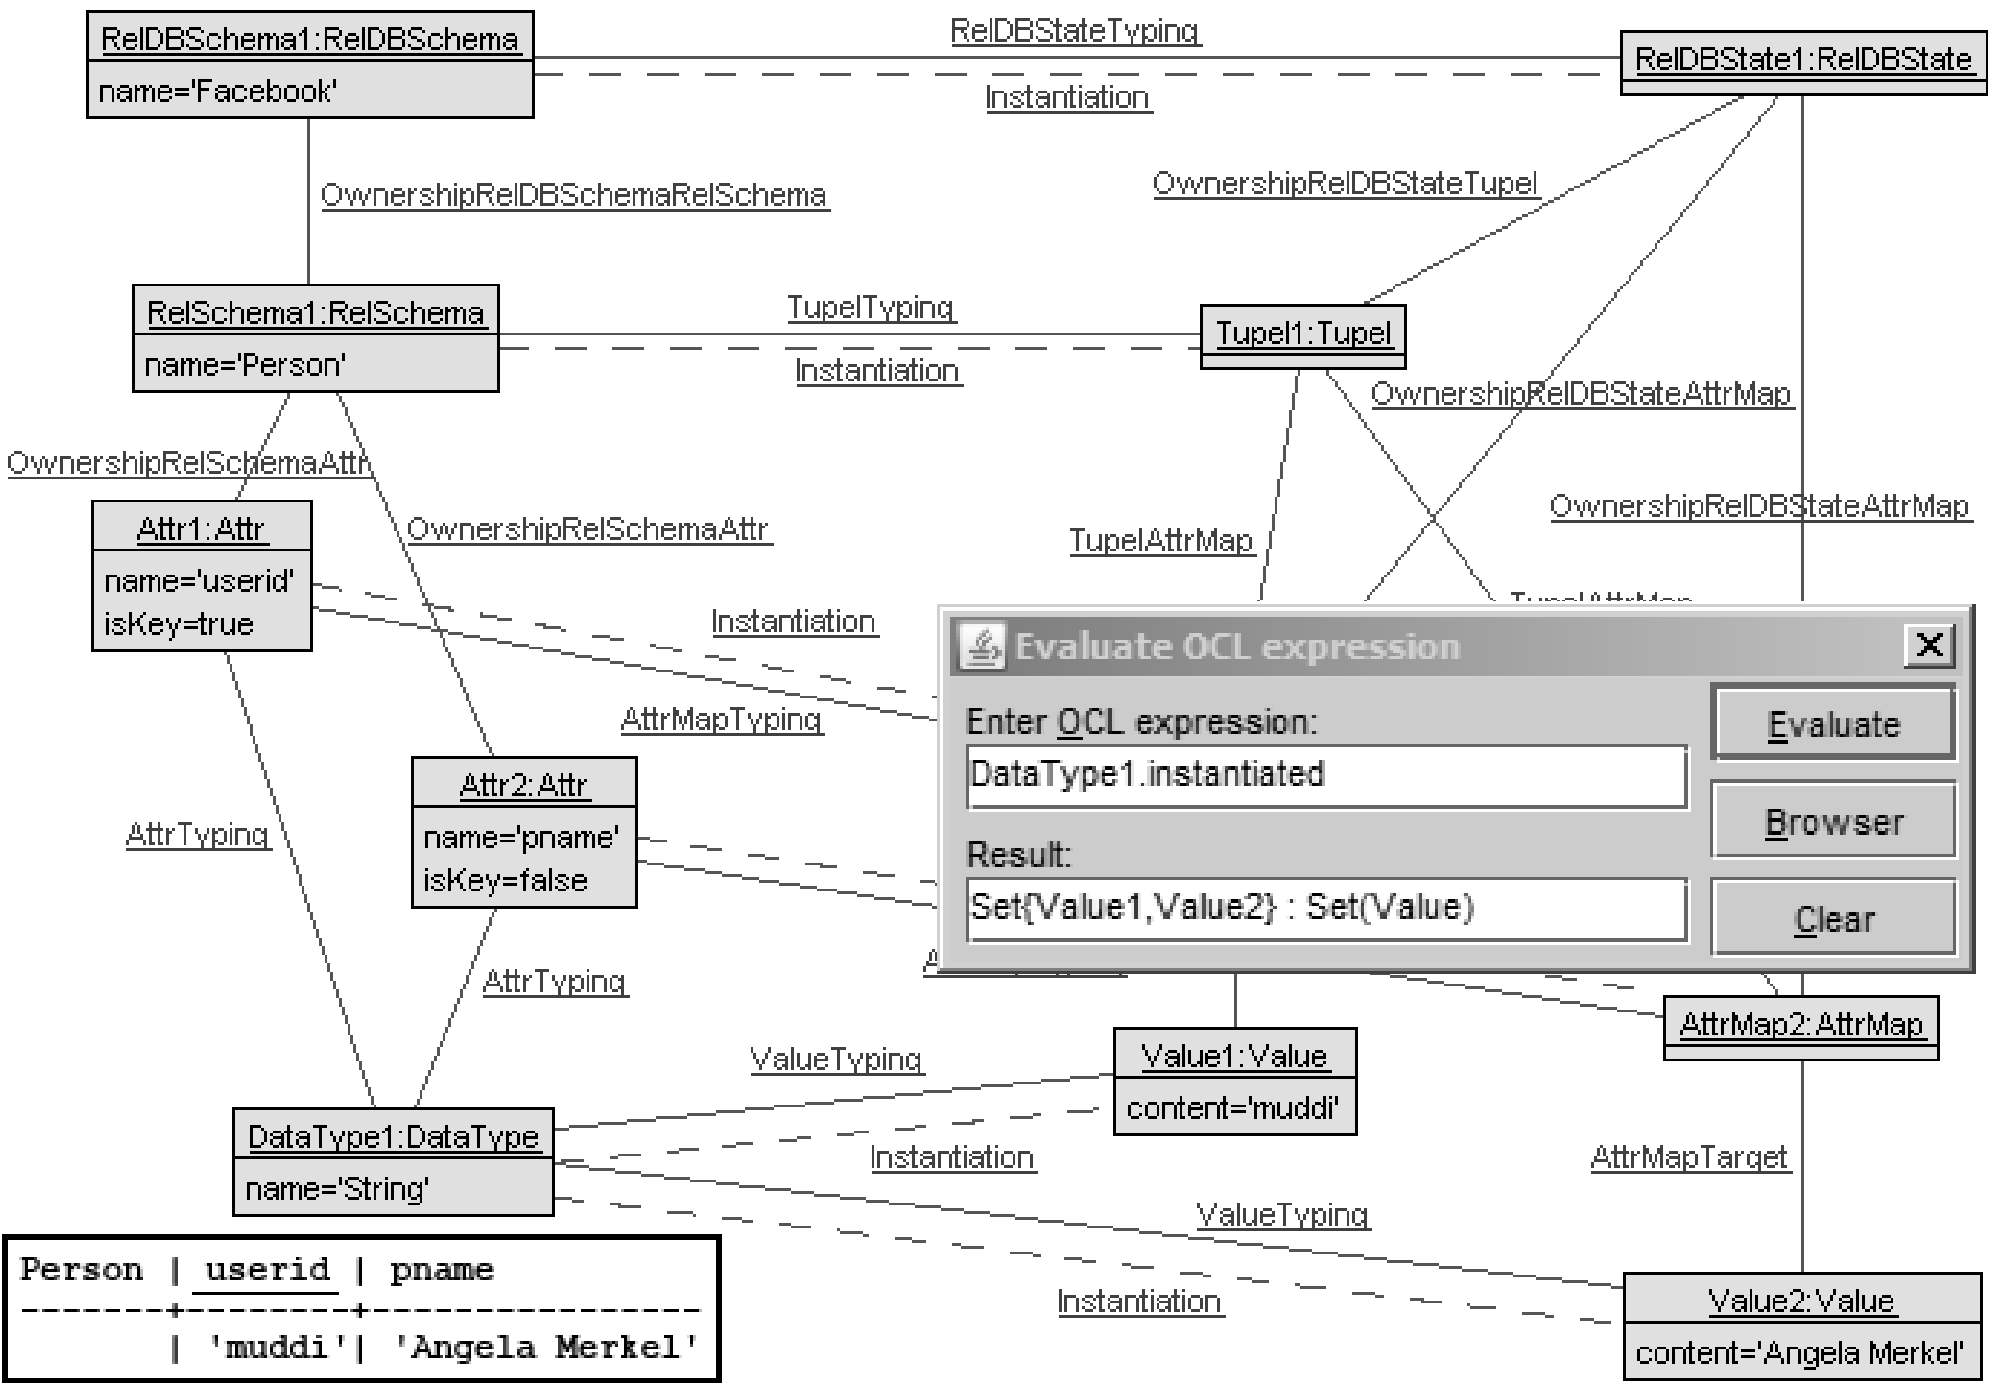 RelDBSchema1:RelDBSchema
name='Facebook'
RelDBStateTyping
Instantiation
RelDBState1:RelDBState
OwnershipRelDBSchemaRelSchema
OwnershipRelDBStateTupel
RelSchema1:RelSchema
name='Person'
TupelTyping
Instantiation
Tupel1:Tupel
OwnershipRelDBStateAttrMap
OwnershipRelSchemaAttr
OwnershipRelDBStateAttrMap
Attr1:Attr
name='userid'
isKey=true
OwnershipRelSchemaAttr
TupelAttrMap
TupelAttrMap
Instantiation
AttrMapTyping
Evaluate OCL expression
Enter OCL expression:
DataType1.instantiated
Result:
Set{Value1,Value2} : Set(Value)
Evaluate
Browser
Clear
Attr2:Attr
name='pname'
isKey=false
AttrTyping
AttrTyping
AttrMap2:AttrMap
ValueTyping
Value1:Value
content='muddi'
DataType1:DataType
name='String'
Instantiation
AttrMapTarget
ValueTyping
Instantiation
Value2:Value
content='Angela Merkel'
Person | userid | pname
-------+--------+----------------
| 'muddi'| 'Angela Merkel'